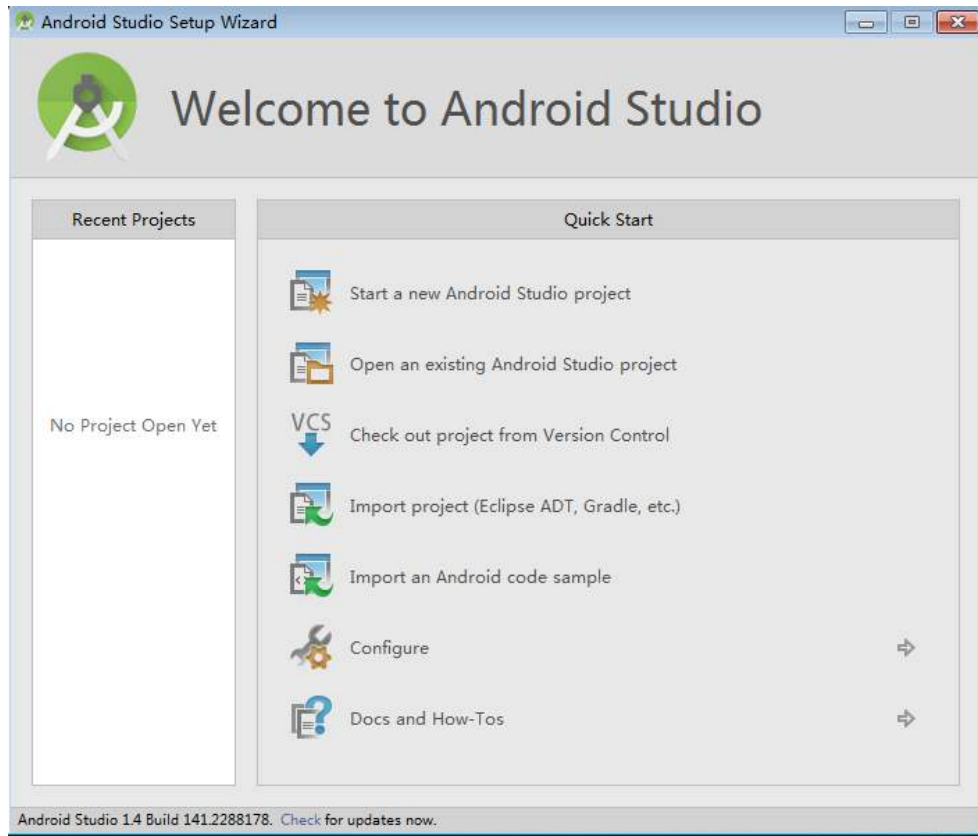 Android Studio Setup Wizard
Welcome to Android Studio
Recent Projects
No Project Open Yet
Quick Start
Start a new Android Studio project
Open an existing Android Studio project
VCS
Check out project from Version Control
Import project (Eclipse ADT, Gradle, etc.)
Import an Android code sample
Configure
Docs and How-Tos
Android Studio 1.4 Build 141.2288178. Check for updates now.